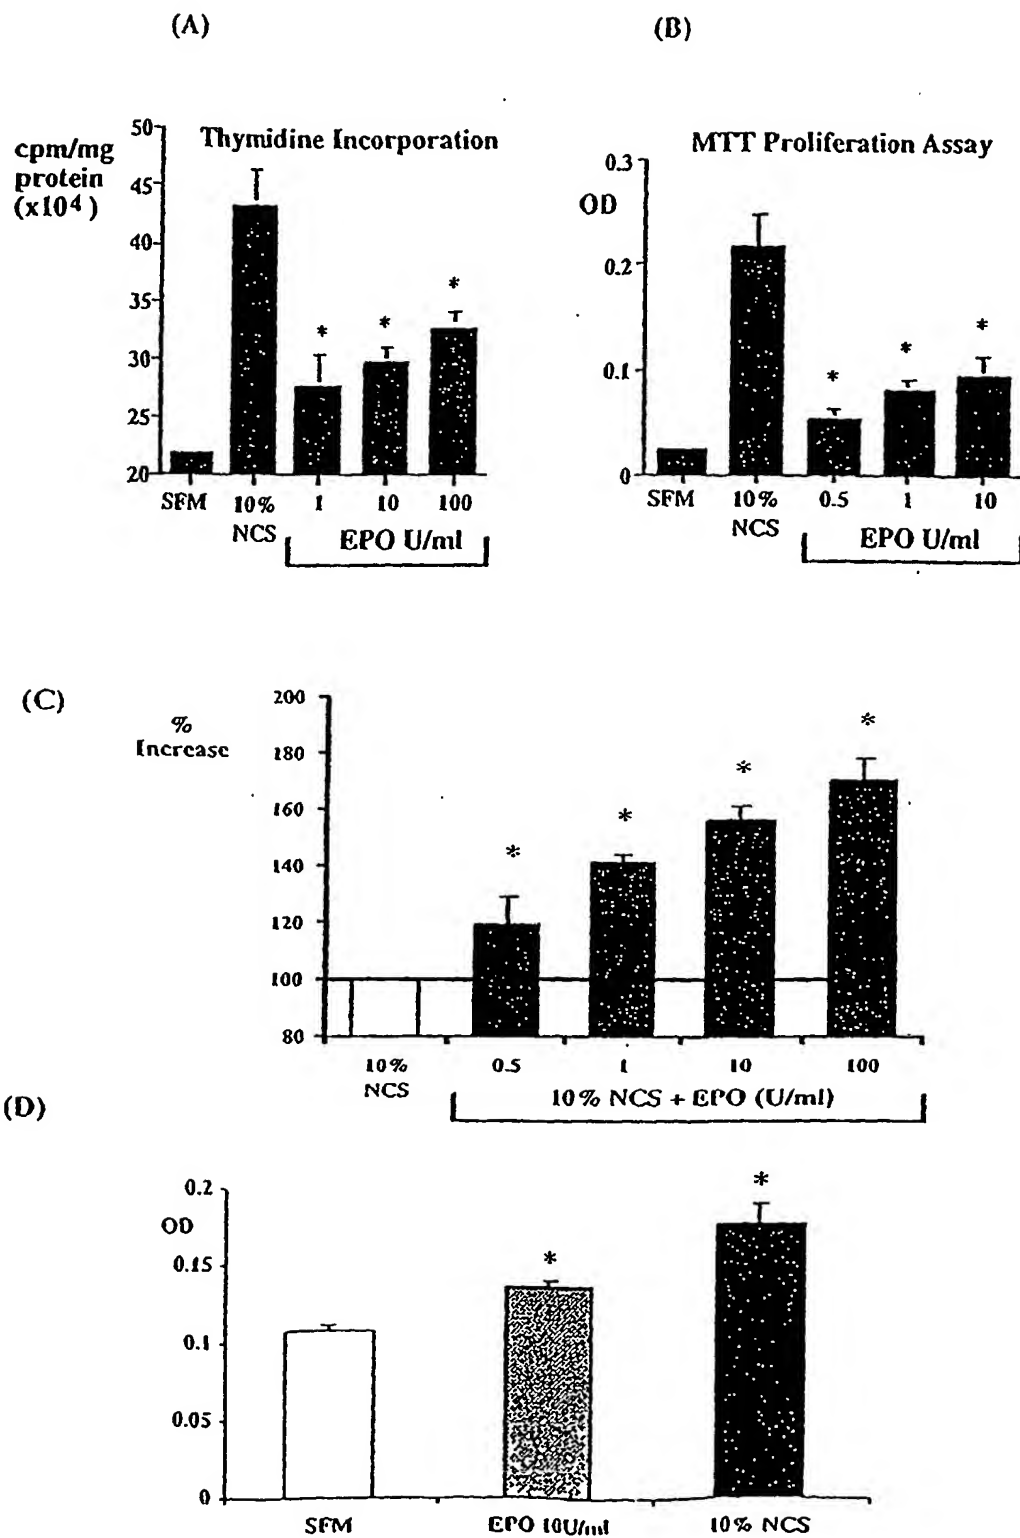 (A)
cpm/mg
protein
(x10⁴)
Thymidine Incorporation
50
45
40
35
30
25
20
SFM
10%
NCS
1
10
100
*
*
*
EPO U/ml
(B)
MTT Proliferation Assay
OD
0.3
0.2
0.1
0
SFM
10%
NCS
0.5
1
10
*
*
*
EPO U/ml
(C)
%
Increase
200
180
160
140
120
100
80
*
*
*
*
10%
NCS
0.5
1
10
100
10% NCS + EPO (U/ml)
(D)
OD
0.2
0.15
0.1
0.05
0
*
*
SFM
EPO 10U/ml
10% NCS